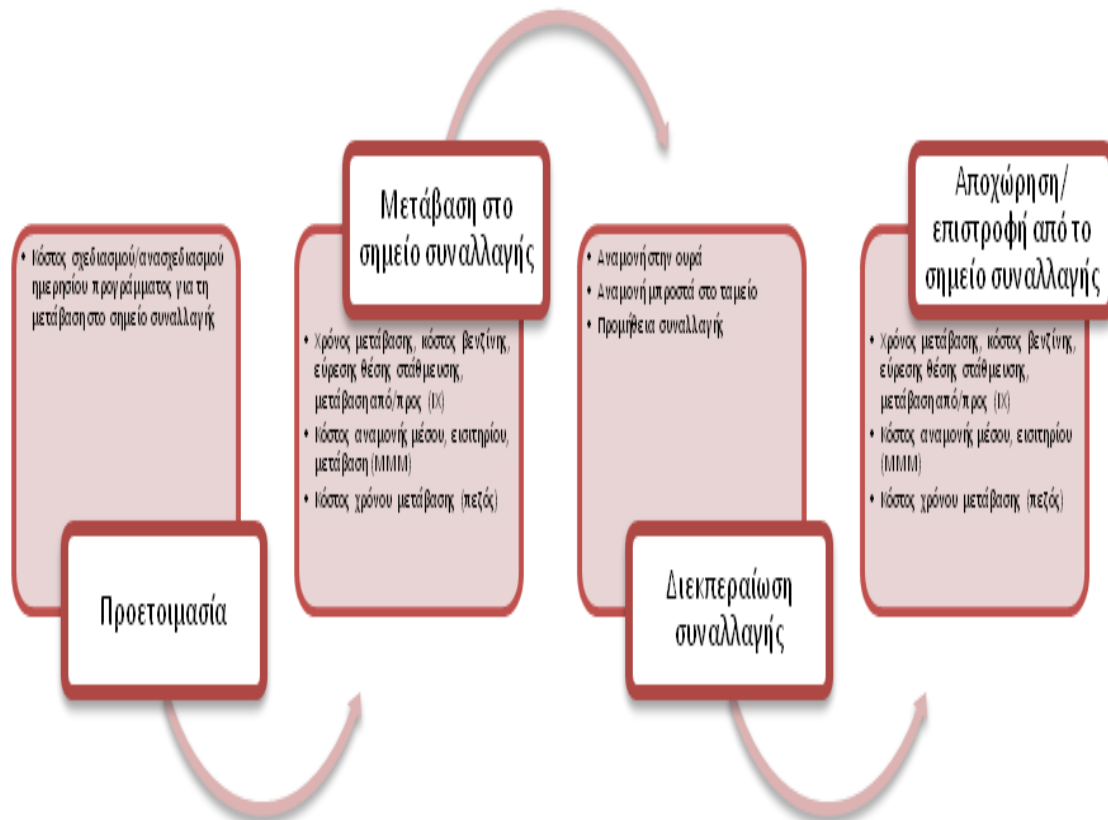 • Κόστος σχεδιασμού/ανασχεδιασμού
ημερησίου προγράμματος για τη
μετάβαση στο σημείο συναλλαγής
Προετοιμασία
Μετάβαση στο
σημείο συναλλαγής
• Χρόνος μετάβασης, κόστος βενζίνης,
εύρεσης θέσης στάθμευσης,
μετάβαση από/προς (ΙΧ)
• Κόστος αναμονής μέσου, εισιτηρίου,
μετάβαση (ΜΜΜ)
• Κόστος χρόνου μετάβασης (πεζός)
• Αναμονή στην ουρά
• Αναμονή μπροστά στο ταμείο
• Προμήθεια συναλλαγής
Διεκπεραίωση
συναλλαγής
Αποχώρηση/
επιστροφή από το
σημείο συναλλαγής
• Χρόνος μετάβασης, κόστος βενζίνης,
εύρεσης θέσης στάθμευσης,
μετάβαση από/προς (ΙΧ)
• Κόστος αναμονής μέσου, εισιτηρίου
(ΜΜΜ)
• Κόστος χρόνου μετάβασης (πεζός)